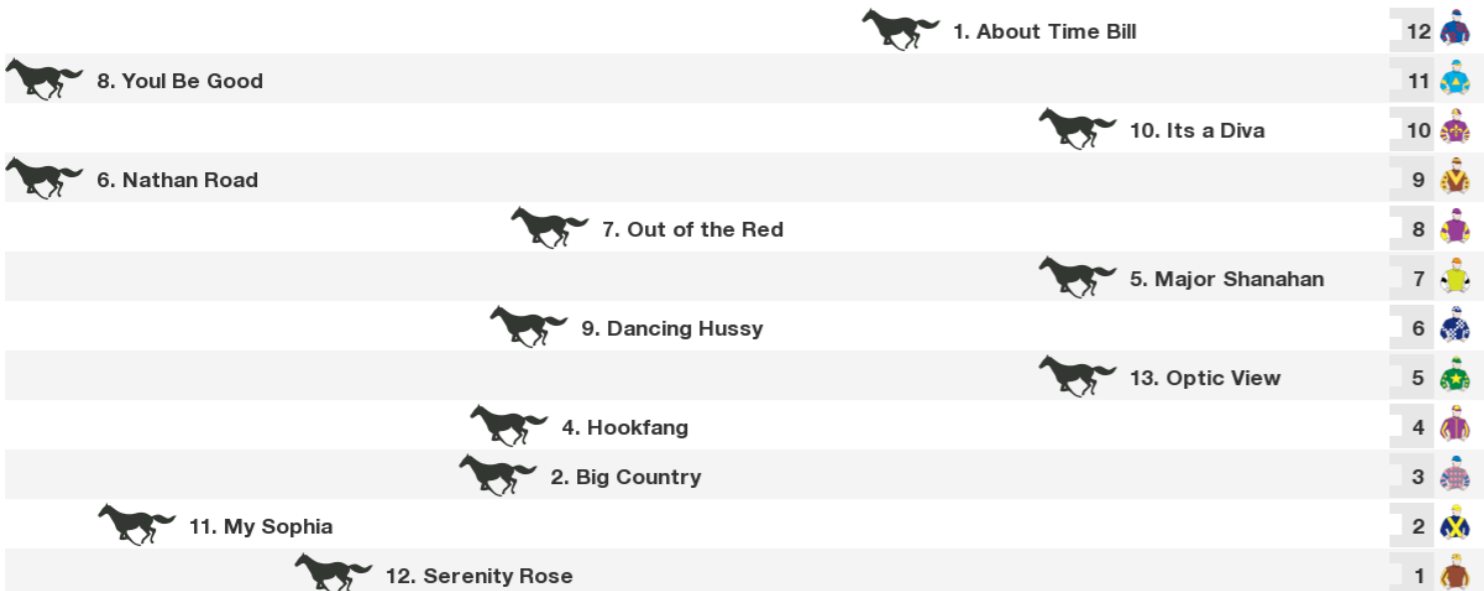 1. About Time Bill 12
8. Youl Be Good 11
10. Its a Diva 10
6. Nathan Road 9
7. Out of the Red 8
5. Major Shanahan 7
9. Dancing Hussy 6
13. Optic View 5
4. Hookfang 4
2. Big Country 3
11. My Sophia 2
12. Serenity Rose 1